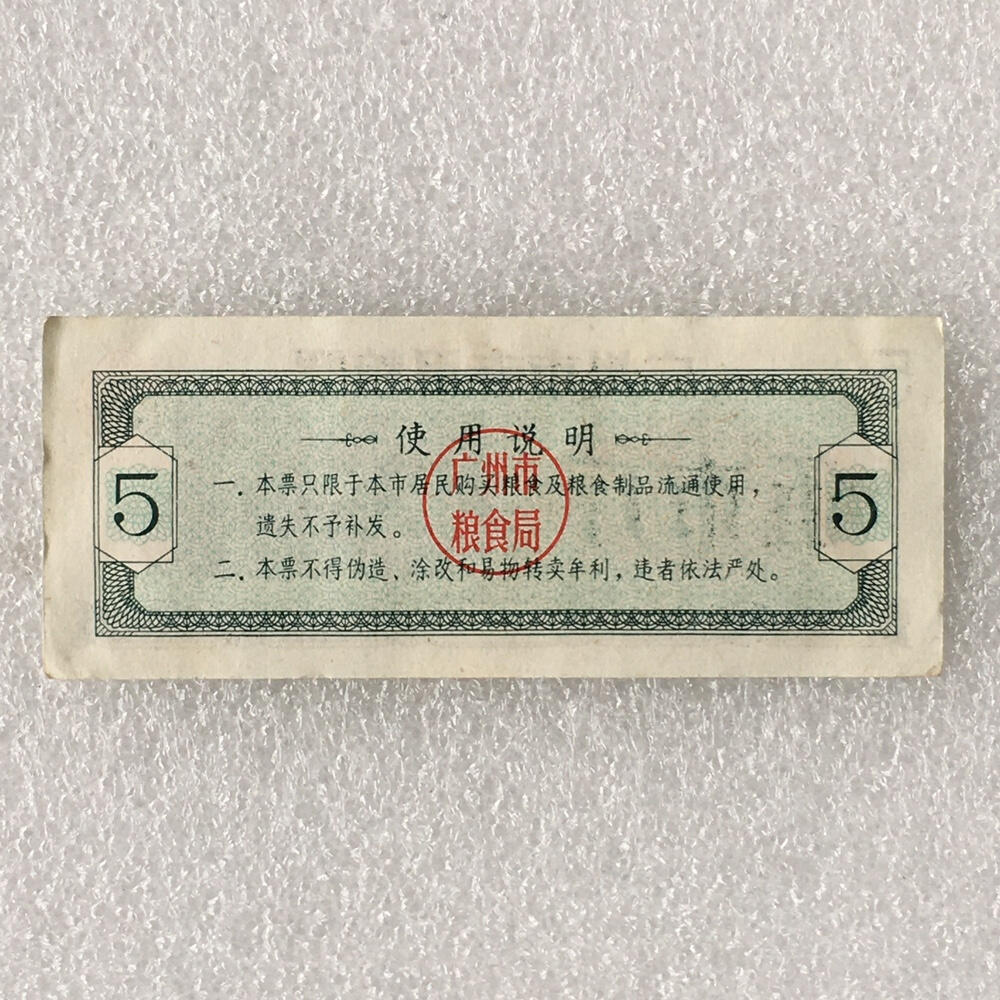 使用说明
一．本票只限于本市居民购买粮食及粮食制品流通使用，
遗失不予补发。
二．本票不得伪造、涂改和易物转卖牟利，违者依法严处。
广州市
粮食局
5
5